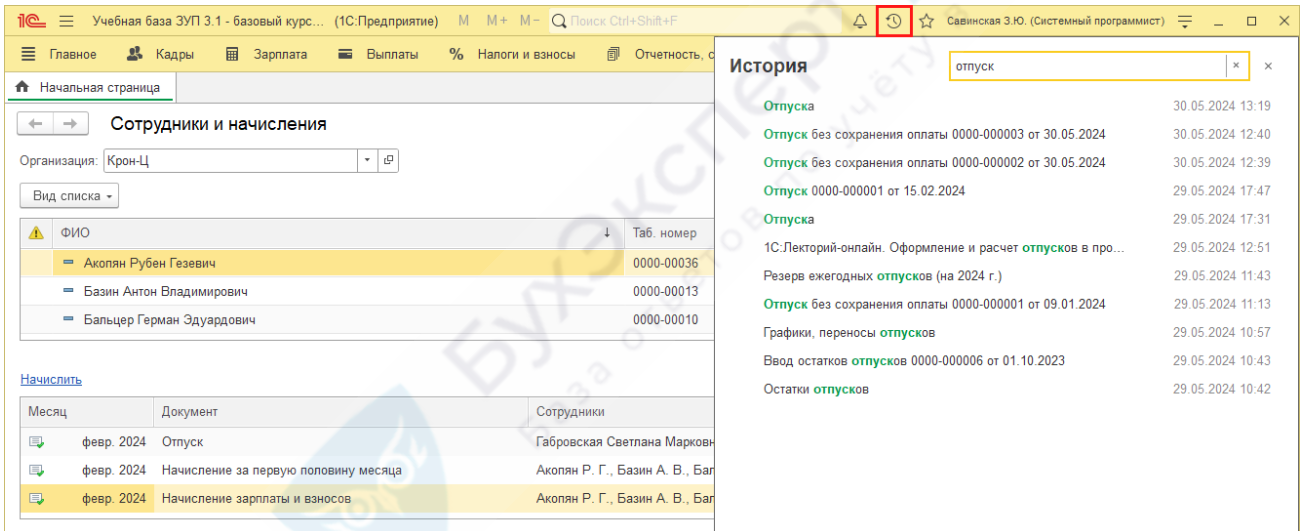 1С Учебная база ЗУП 3.1 - базовый курс... (1С:Предприятие) M M+ M- Поиск Ctrl+Shift+F Савинская З.Ю. (Системный программист)
Главное Кадры Зарплата Выплаты % Налоги и взносы Отчетность, с
Начальная страница
Сотрудники и начисления
Организация: Крон-Ц
Вид списка
ФИО ↓ Таб. номер
Акопян Рубен Гезевич 0000-00036
Базин Антон Владимирович 0000-00013
Бальцер Герман Эдуардович 0000-00010
Начислить
Месяц Документ Сотрудники
февр. 2024 Отпуск Габровская Светлана Марковн
февр. 2024 Начисление за первую половину месяца Акопян Р. Г., Базин А. В., Бал
февр. 2024 Начисление зарплаты и взносов Акопян Р. Г., Базин А. В., Бал
История отпуск
Отпуска 30.05.2024 13:19
Отпуск без сохранения оплаты 0000-000003 от 30.05.2024 30.05.2024 12:40
Отпуск без сохранения оплаты 0000-000002 от 30.05.2024 30.05.2024 12:39
Отпуск 0000-000001 от 15.02.2024 29.05.2024 17:47
Отпуска 29.05.2024 17:31
1С:Лекторий-онлайн. Оформление и расчет отпусков в про... 29.05.2024 12:51
Резерв ежегодных отпусков (на 2024 г.) 29.05.2024 11:43
Отпуск без сохранения оплаты 0000-000001 от 09.01.2024 29.05.2024 11:13
Графики, переносы отпусков 29.05.2024 10:57
Ввод остатков отпусков 0000-000006 от 01.10.2023 29.05.2024 10:43
Остатки отпусков 29.05.2024 10:42
БухЭксперт
База ответов по учёту в